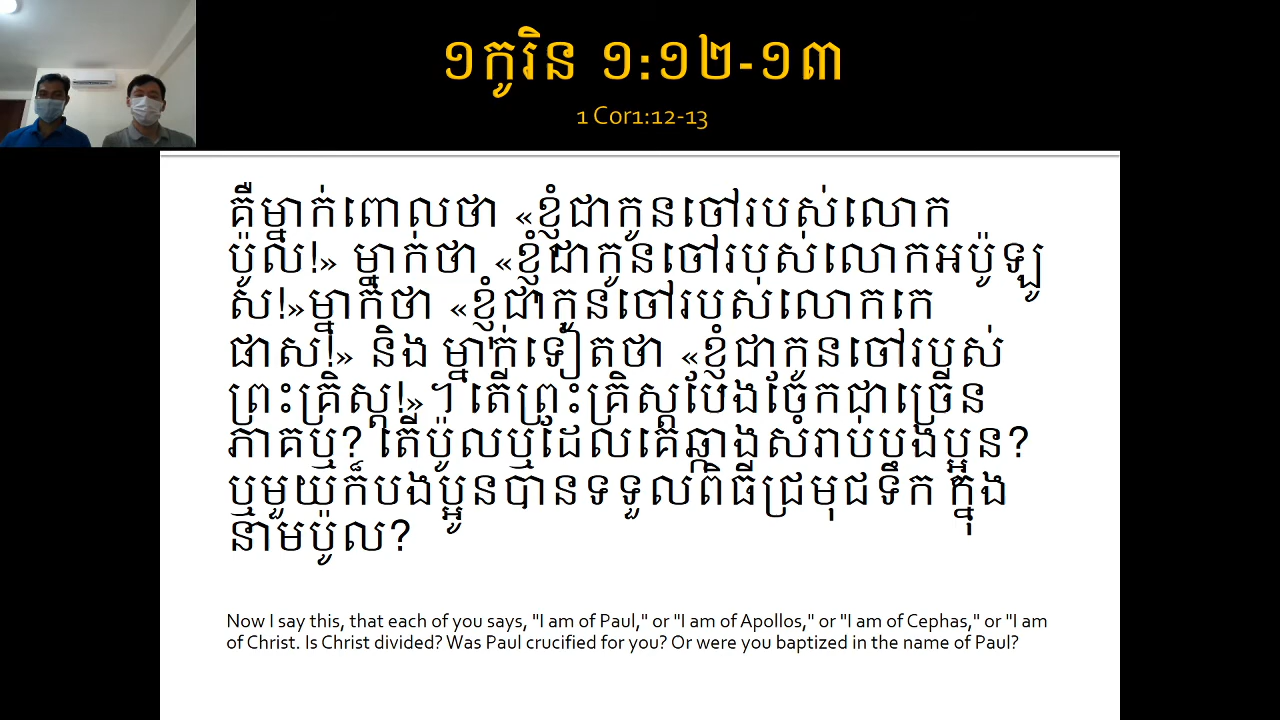 ១កូរិន ១:១២-១៣
1 Cor1:12-13
គឺម្នាក់ពោលថា «ខ្ញុំជាកូនចៅរបស់លោក
ប៉ូល!» ម្នាក់ថា «ខ្ញុំជាកូនចៅរបស់លោកអប៉ូឡូ
ស!»ម្នាក់ថា «ខ្ញុំជាកូនចៅរបស់លោកកេ
ផាស!» និង ម្នាក់ទៀតថា «ខ្ញុំជាកូនចៅរបស់
ព្រះគ្រិស្ដ!»។ តើព្រះគ្រិស្ដបែងចែកជាច្រើន
ភាគឬ? តើប៉ូលឬដែលគេឆ្កាងសំរាប់បងប្អូន?
ឬមួយក៏បងប្អូនបានទទួលពិធីជ្រមុជទឹក ក្នុង
នាមប៉ូល?
Now I say this, that each of you says, "I am of Paul," or "I am of Apollos," or "I am of Cephas," or "I am
of Christ. Is Christ divided? Was Paul crucified for you? Or were you baptized in the name of Paul?